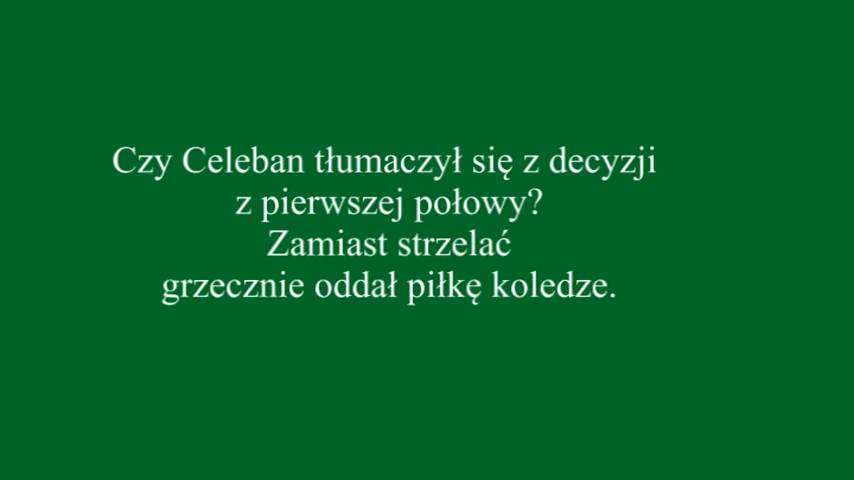 Czy Celeban tłumaczył się z decyzji
z pierwszej połowy?
Zamiast strzelać
grzecznie oddał piłkę koledze.